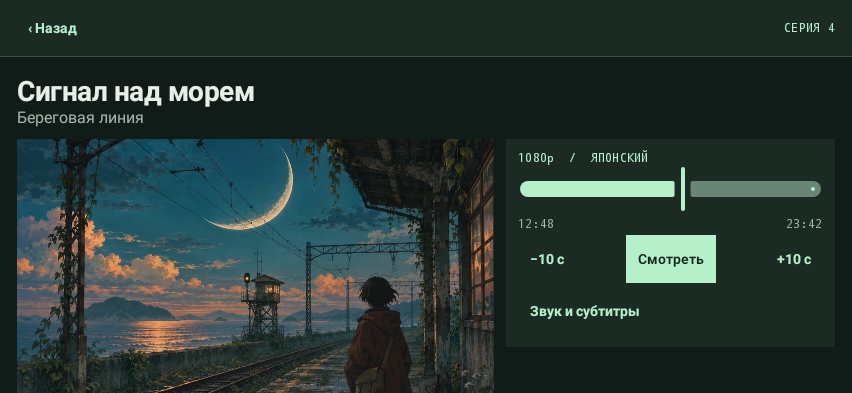 ‹ Назад
СЕРИЯ 4
Сигнал над морем
Береговая линия
1080p / ЯПОНСКИЙ
12:48 23:42
−10 с Смотреть +10 с
Звук и субтитры